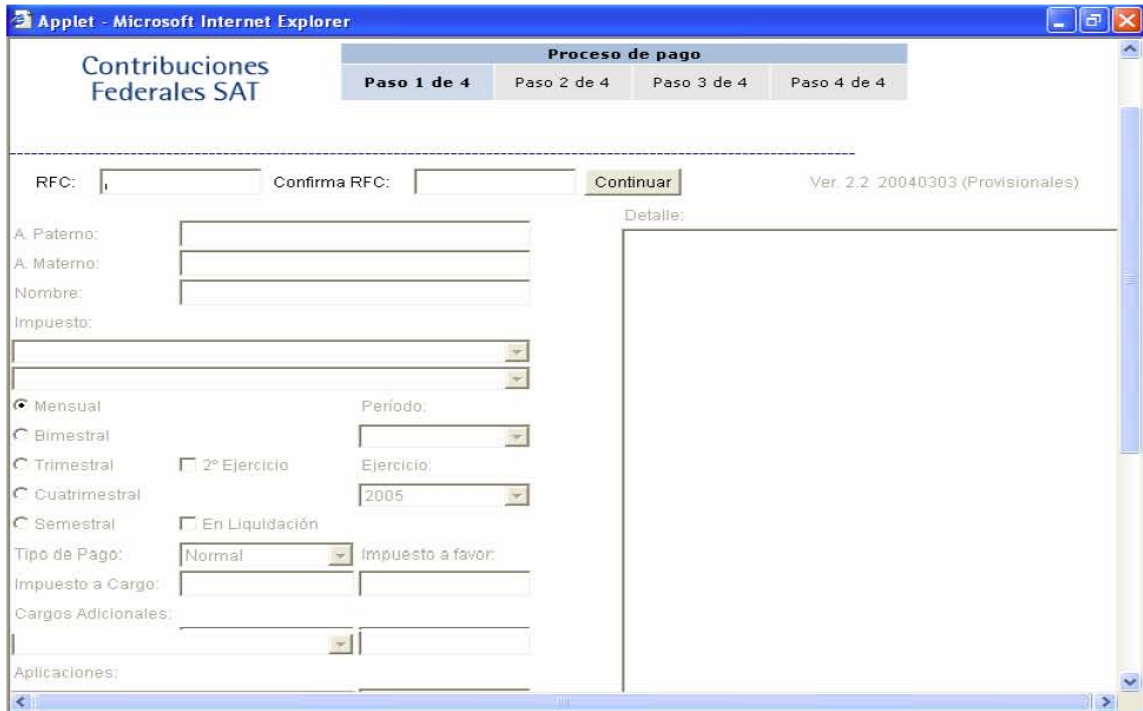 Applet - Microsoft Internet Explorer
Contribuciones
Federales SAT
Proceso de pago
Paso 1 de 4 Paso 2 de 4 Paso 3 de 4 Paso 4 de 4
RFC: Confirma RFC: Continuar Ver. 2.2 20040303 (Provisionales)
Detalle:
A. Paterno:
A. Materno:
Nombre:
Impuesto:
Mensual Período:
Bimestral
Trimestral 2º Ejercicio Ejercicio:
Cuatrimestral 2005
Semestral En Liquidación
Tipo de Pago: Normal Impuesto a favor:
Impuesto a Cargo:
Cargos Adicionales:
Aplicaciones: